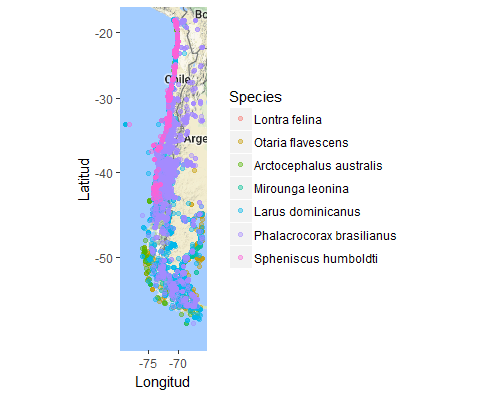 Bo
-20
-30
-40
-50
Chile
Arge
-75 -70
Longitud
Latitud
Species
Lontra felina
Otaria flavescens
Arctocephalus australis
Mirounga leonina
Larus dominicanus
Phalacrocorax brasilianus
Spheniscus humboldti